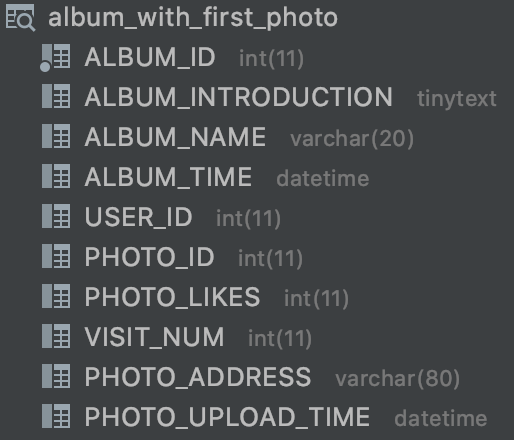 album_with_first_photo
ALBUM_ID int(11)
ALBUM_INTRODUCTION tinytext
ALBUM_NAME varchar(20)
ALBUM_TIME datetime
USER_ID int(11)
PHOTO_ID int(11)
PHOTO_LIKES int(11)
VISIT_NUM int(11)
PHOTO_ADDRESS varchar(80)
PHOTO_UPLOAD_TIME datetime